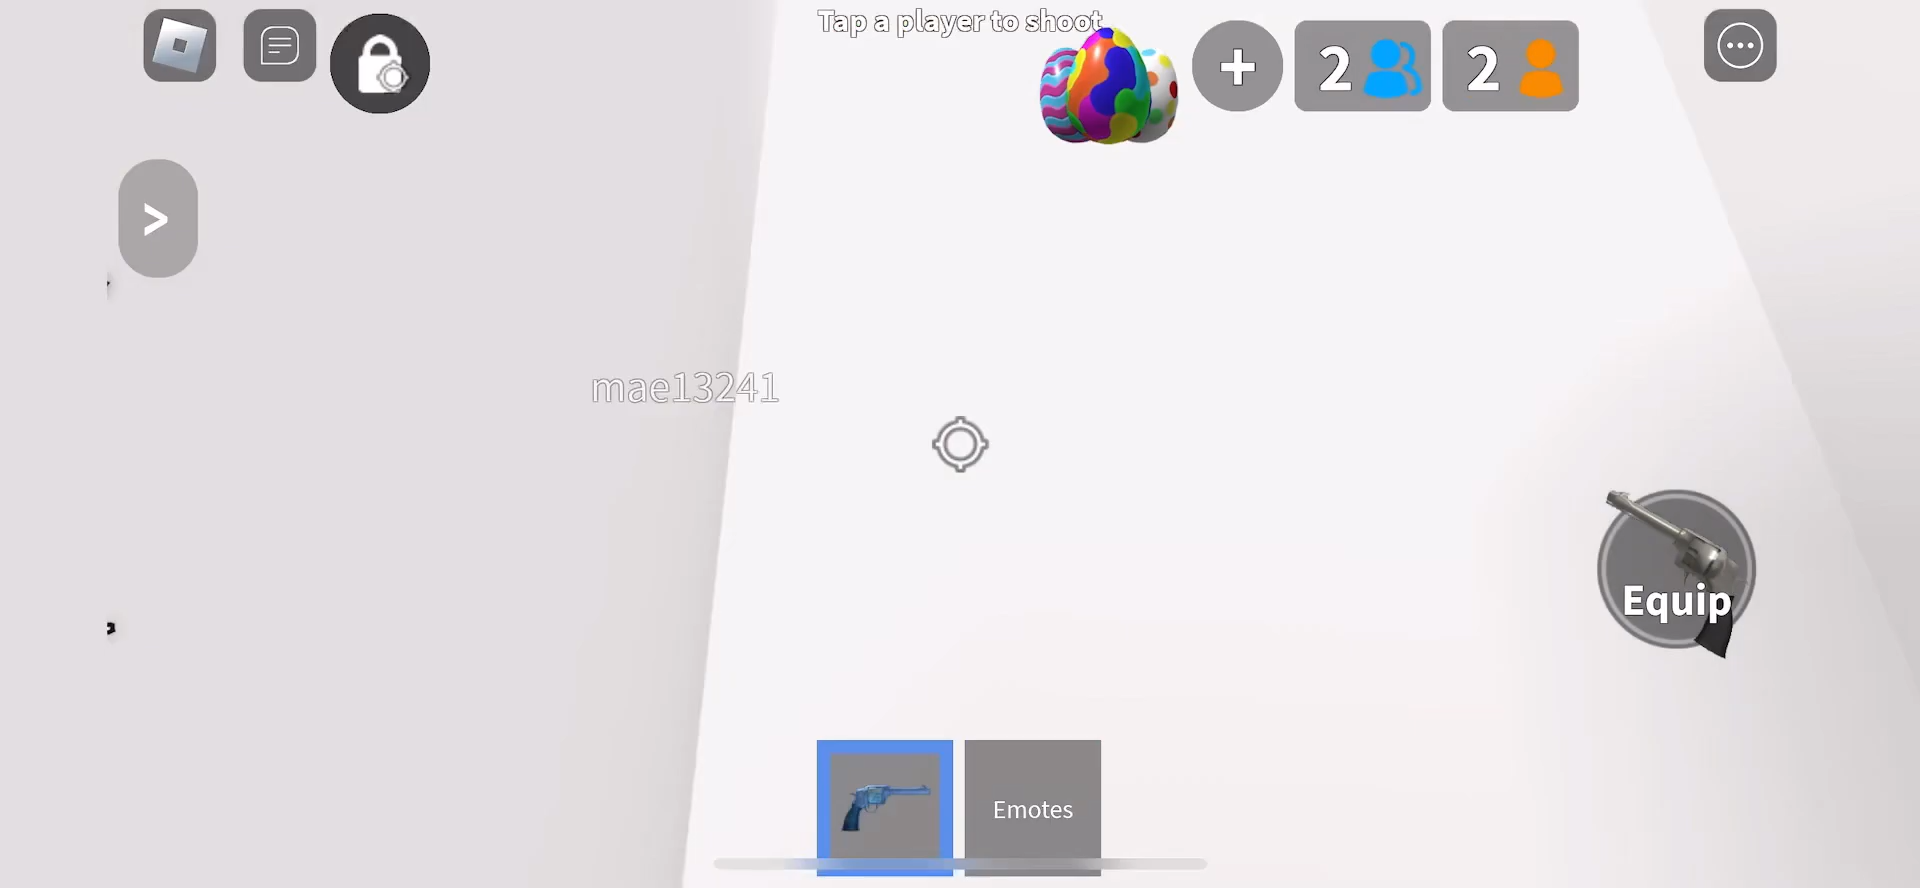 Tap a player to shoot
+
2
2
>
mae13241
Equip
Emotes